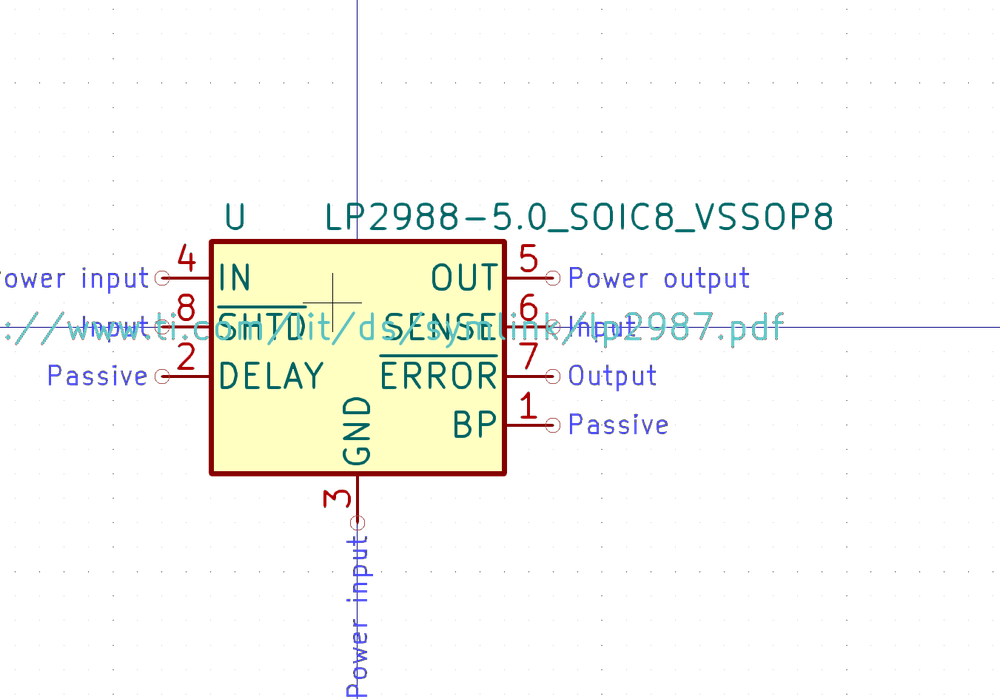 U LP2988-5.0_SOIC8_VSSOP8
4 5
ower input IN OUT Power output
8 6
Input SHTD SENSE Input
://www.ti.com/lit/ds/symlink/lp2987.pdf
2 7
Passive DELAY ERROR Output
1
GND BP Passive
3
Power input